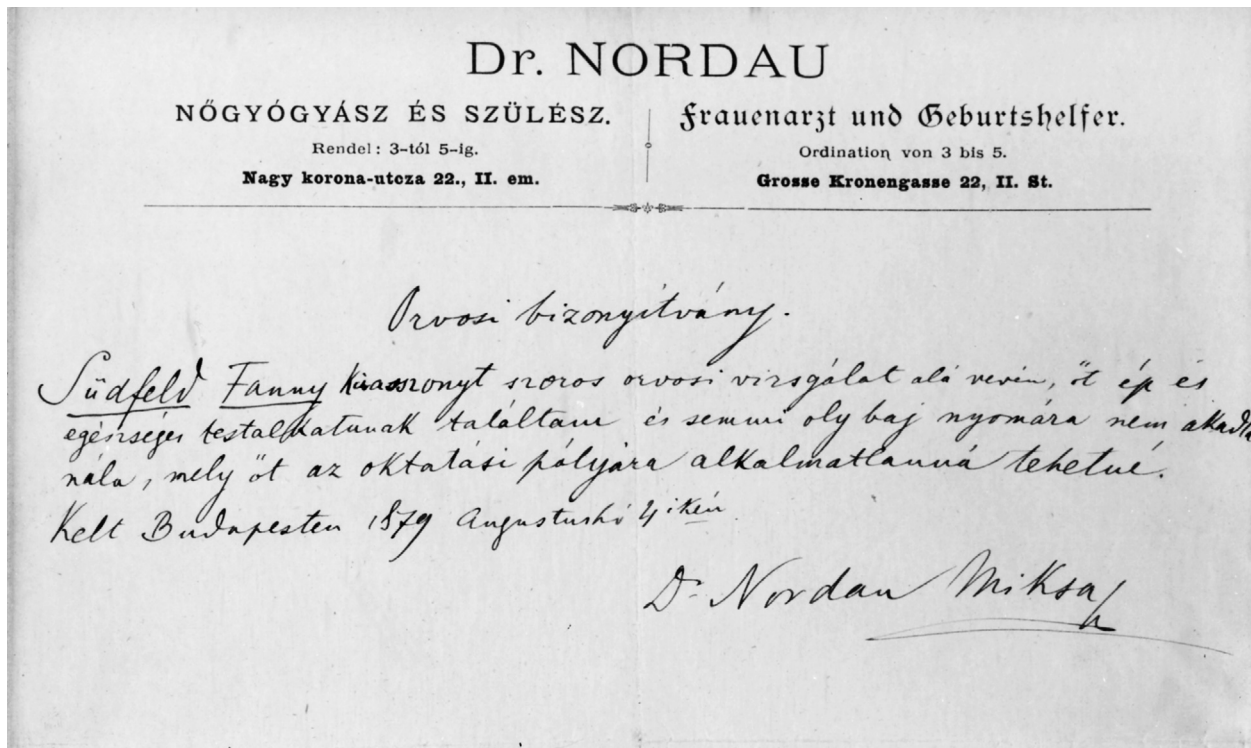 Dr. NORDAU
NŐGYÓGYÁSZ ÉS SZÜLÉSZ.
Rendel: 3-tól 5-ig.
Nagy korona-utcza 22., II. em.
Frauenarzt und Geburtshelfer.
Ordination von 3 bis 5.
Grosse Kronengasse 22, II. St.
Orvosi bizonyítvány.
Südfeld Fanny kisasszonyt szoros orvosi vizsgálat alá vevén, őt ép és
egészséges testalkatunak találtam és semmi oly baj nyomára nem akadta
nála, mely őt az oktatási pályára alkalmatlanná tehetné.
Kelt Budapesten 1879 Augustushó 4ikén
Dr Nordau Miksa